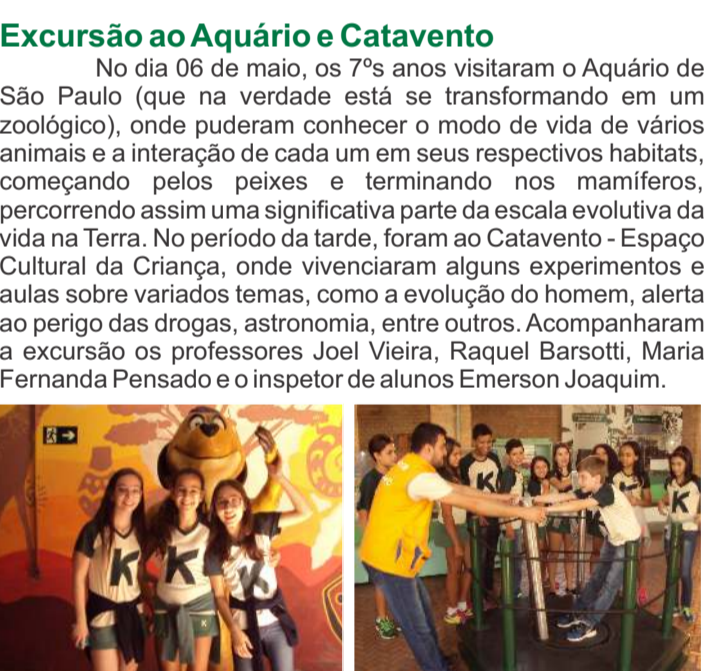 Excursão ao Aquário e Catavento
No dia 06 de maio, os 7ºs anos visitaram o Aquário de
São Paulo (que na verdade está se transformando em um
zoológico), onde puderam conhecer o modo de vida de vários
animais e a interação de cada um em seus respectivos habitats,
começando pelos peixes e terminando nos mamíferos,
percorrendo assim uma significativa parte da escala evolutiva da
vida na Terra. No período da tarde, foram ao Catavento - Espaço
Cultural da Criança, onde vivenciaram alguns experimentos e
aulas sobre variados temas, como a evolução do homem, alerta
ao perigo das drogas, astronomia, entre outros. Acompanharam
a excursão os professores Joel Vieira, Raquel Barsotti, Maria
Fernanda Pensado e o inspetor de alunos Emerson Joaquim.
K K K
K K